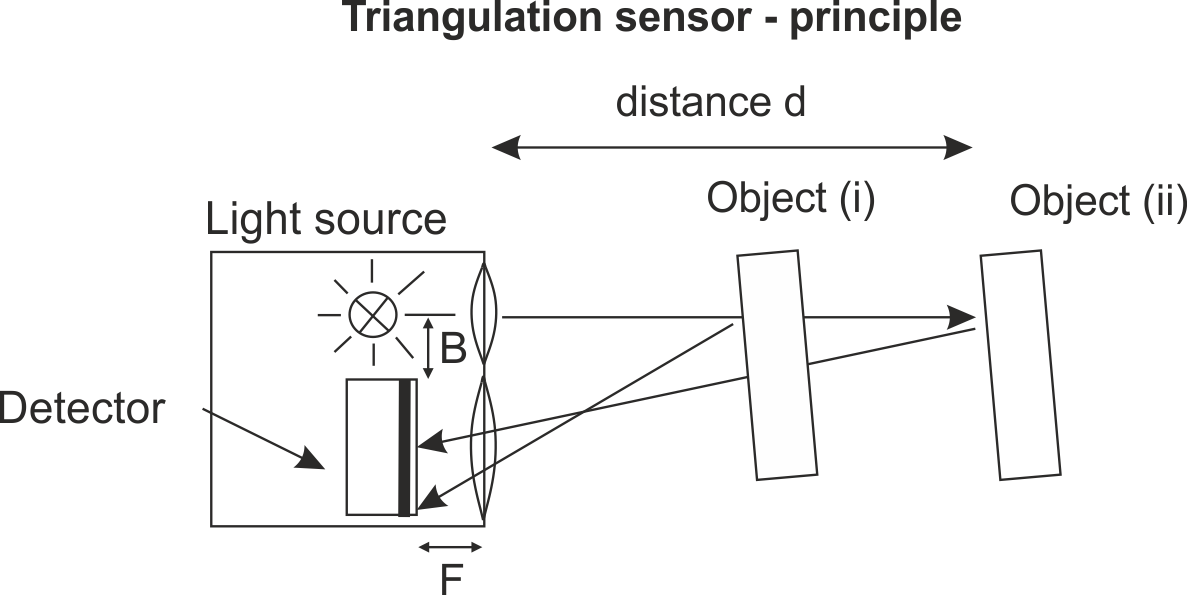 Triangulation sensor - principle
distance d
Object (i)
Object (ii)
Light source
B
Detector
F